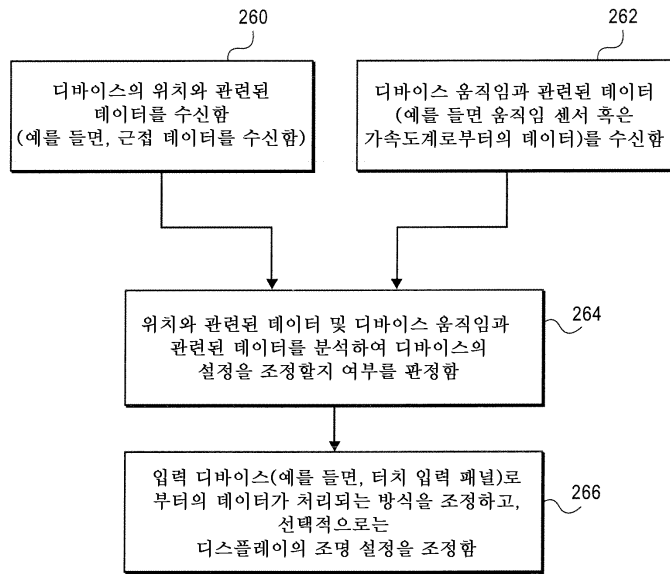 260
262
디바이스의 위치와 관련된
데이터를 수신함
(예를 들면, 근접 데이터를 수신함)
디바이스 움직임과 관련된 데이터
(예를 들면 움직임 센서 혹은
가속도계로부터의 데이터)를 수신함
위치와 관련된 데이터 및 디바이스 움직임과
관련된 데이터를 분석하여 디바이스의
설정을 조정할지 여부를 판정함
264
입력 디바이스(예를 들면, 터치 입력 패널)로
부터의 데이터가 처리되는 방식을 조정하고,
선택적으로는
디스플레이의 조명 설정을 조정함
266